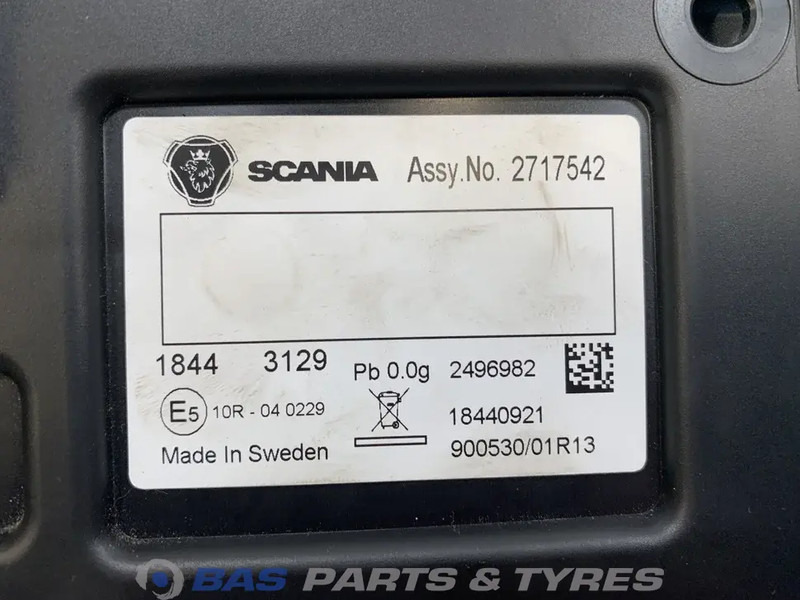 SCANIA Assy.No. 2717542
1844 3129 Pb 0.0g 2496982
E5 10R - 04 0229 18440921
Made In Sweden 900530/01R13
BAS PARTS & TYRES